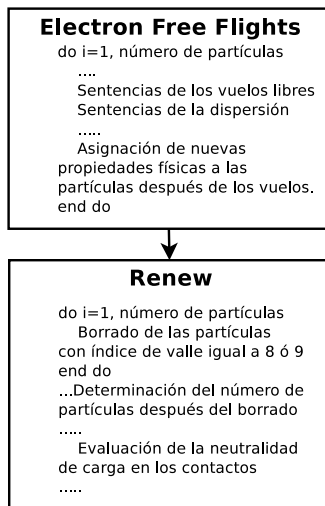 Electron Free Flights
do i=1, número de partículas
....
Sentencias de los vuelos libres
Sentencias de la dispersión
.....
Asignación de nuevas
propiedades físicas a las
partículas después de los vuelos.
end do
Renew
do i=1, número de partículas
Borrado de las partículas
con índice de valle igual a 8 ó 9
end do
...Determinación del número de
partículas después del borrado
.....
Evaluación de la neutralidad
de carga en los contactos
.....